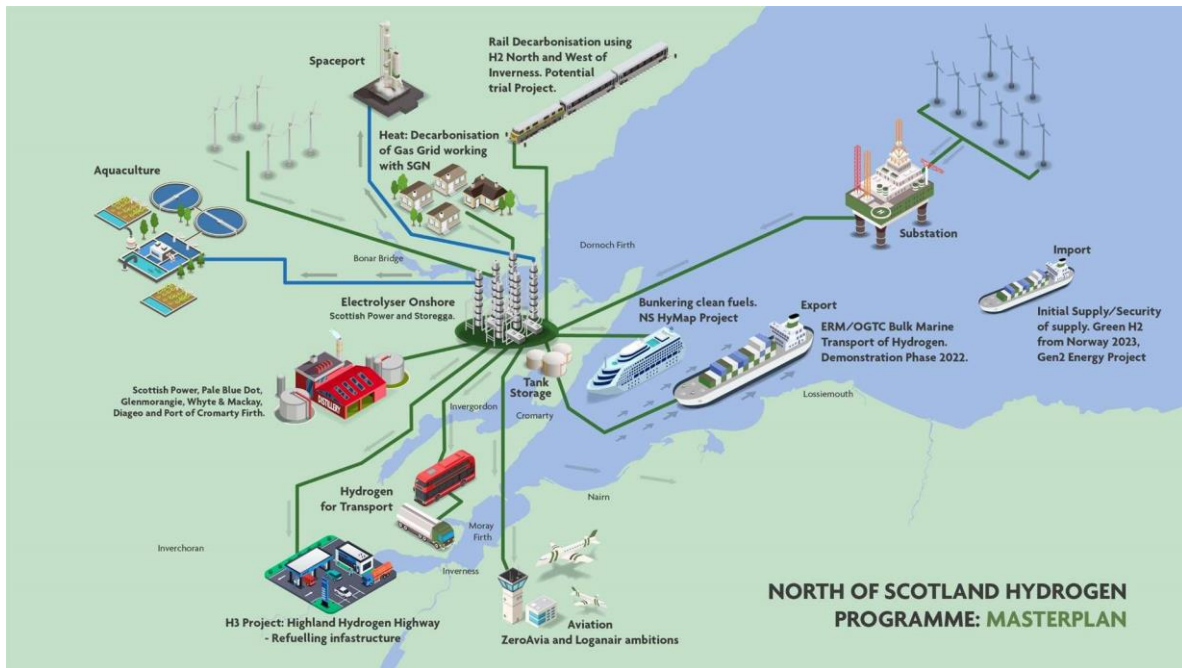 Spaceport
Rail Decarbonisation using
H2 North and West of
Inverness. Potential
trial Project.
Heat: Decarbonisation
of Gas Grid working
with SGN
Aquaculture
Bonar Bridge
Dornoch Firth
Substation
Import
Initial Supply/Security
of supply. Green H2
from Norway 2023,
Gen2 Energy Project
Electrolyser Onshore
Scottish Power and Storegga.
Bunkering clean fuels.
NS HyMap Project
Export
ERM/OGTC Bulk Marine
Transport of Hydrogen.
Demonstration Phase 2022.
Tank
Storage
DISTILLERY
Scottish Power, Pale Blue Dot,
Glenmorangie, Whyte & Mackay,
Diageo and Port of Cromarty Firth.
Invergordon
Cromarty
Lossiemouth
Hydrogen
for Transport
Nairn
Moray
Firth
Inverchoran
Inverness
H
H3 Project: Highland Hydrogen Highway
- Refuelling infastructure
Aviation
ZeroAvia and Loganair ambitions
NORTH OF SCOTLAND HYDROGEN
PROGRAMME: MASTERPLAN